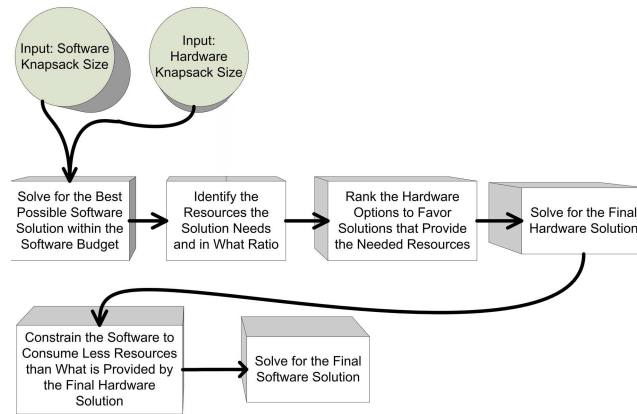 Input: Software
Knapsack Size
Input:
Hardware
Knapsack Size
Solve for the Best
Possible Software
Solution within the
Software Budget
Identify the
Resources the
Solution Needs
and in What Ratio
Rank the Hardware
Options to Favor
Solutions that Provide
the Needed Resources
Solve for the Final
Hardware Solution
Constrain the Software to
Consume Less Resources
than What is Provided by
the Final Hardware
Solution
Solve for the Final
Software Solution